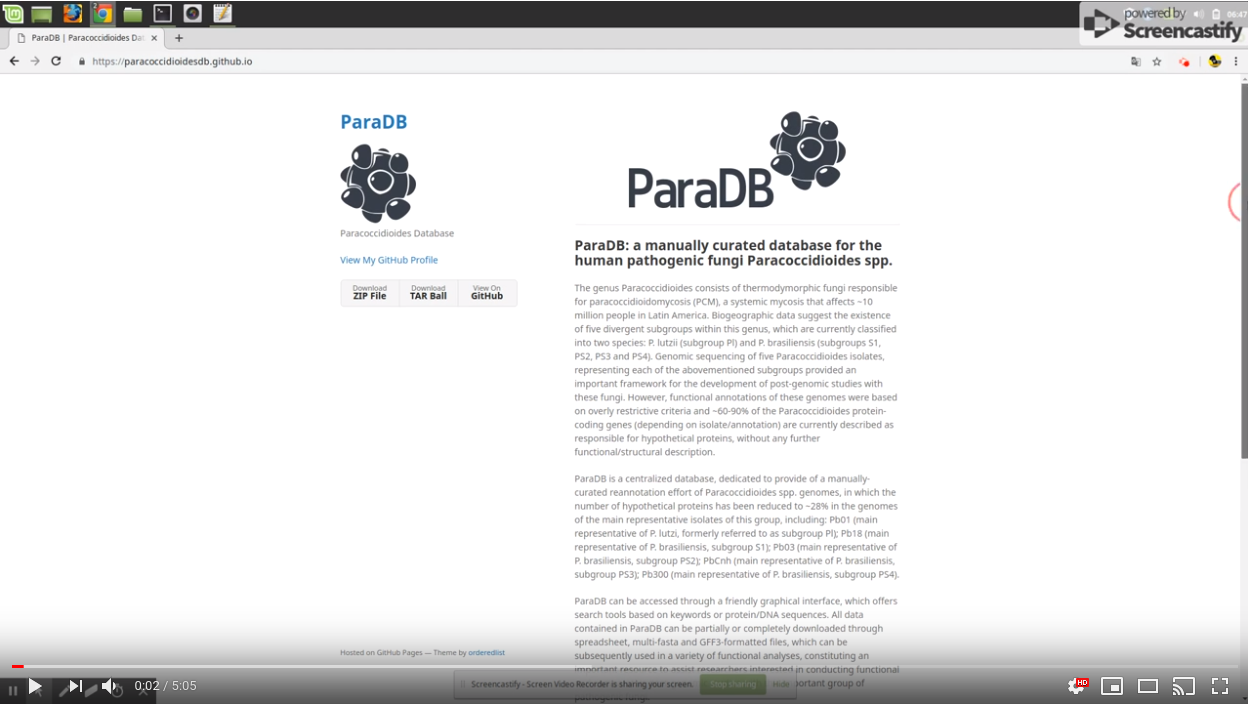 powered by
Screencastify
06:47
ParaDB | Paracoccidioides Dat
https://paracoccidioidesdb.github.io
ParaDB
Paracoccidioides Database
View My GitHub Profile
Download
ZIP File
Download
TAR Ball
View On
GitHub
ParaDB
ParaDB: a manually curated database for the
human pathogenic fungi Paracoccidioides spp.
The genus Paracoccidioides consists of thermodymorphic fungi responsible
for paracoccidioidomycosis (PCM), a systemic mycosis that affects ~10
million people in Latin America. Biogeographic data suggest the existence
of five divergent subgroups within this genus, which are currently classified
into two species: P. lutzii (subgroup Pl) and P. brasiliensis (subgroups S1,
PS2, PS3 and PS4). Genomic sequencing of five Paracoccidioides isolates,
representing each of the abovementioned subgroups provided an
important framework for the development of post-genomic studies with
these fungi. However, functional annotations of these genomes were based
on overly restrictive criteria and ~60-90% of the Paracoccidioides protein-
coding genes (depending on isolate/annotation) are currently described as
responsible for hypothetical proteins, without any further
functional/structural description.
ParaDB is a centralized database, dedicated to provide of a manually-
curated reannotation effort of Paracoccidioides spp. genomes, in which the
number of hypothetical proteins has been reduced to ~28% in the genomes
of the main representative isolates of this group, including: Pb01 (main
representative of P. lutzi, formerly referred to as subgroup Pl); Pb18 (main
representative of P. brasiliensis, subgroup S1); Pb03 (main representative of
P. brasiliensis, subgroup PS2); PbCnh (main representative of P. brasiliensis,
subgroup PS3); Pb300 (main representative of P. brasiliensis, subgroup PS4).
ParaDB can be accessed through a friendly graphical interface, which offers
search tools based on keywords or protein/DNA sequences. All data
contained in ParaDB can be partially or completely downloaded through
spreadsheet, multi-fasta and GFF3-formatted files, which can be
subsequently used in a variety of functional analyses, constituting an
important resource to assist researchers interested in conducting functional
portant group of
Hosted on GitHub Pages — Theme by orderedlist
Screencastify - Screen Video Recorder is sharing your screen.
Stop sharing
Hide
0:02 / 5:05
HD